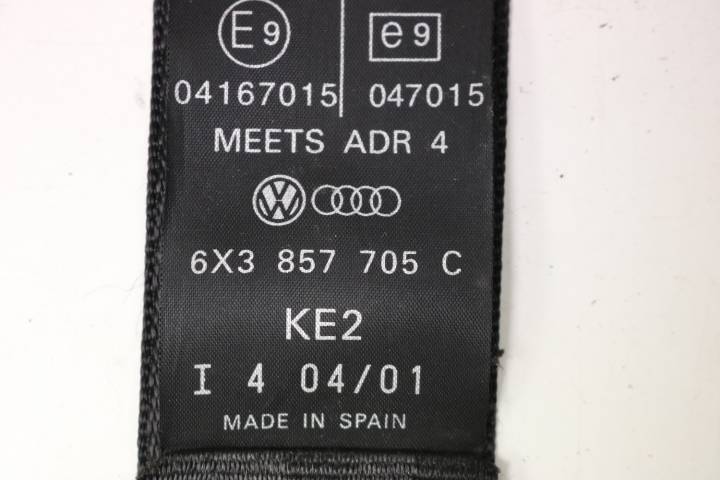 E9 e9
04167015 047015
MEETS ADR 4
6X3 857 705 C
KE2
I 4 04/01
MADE IN SPAIN